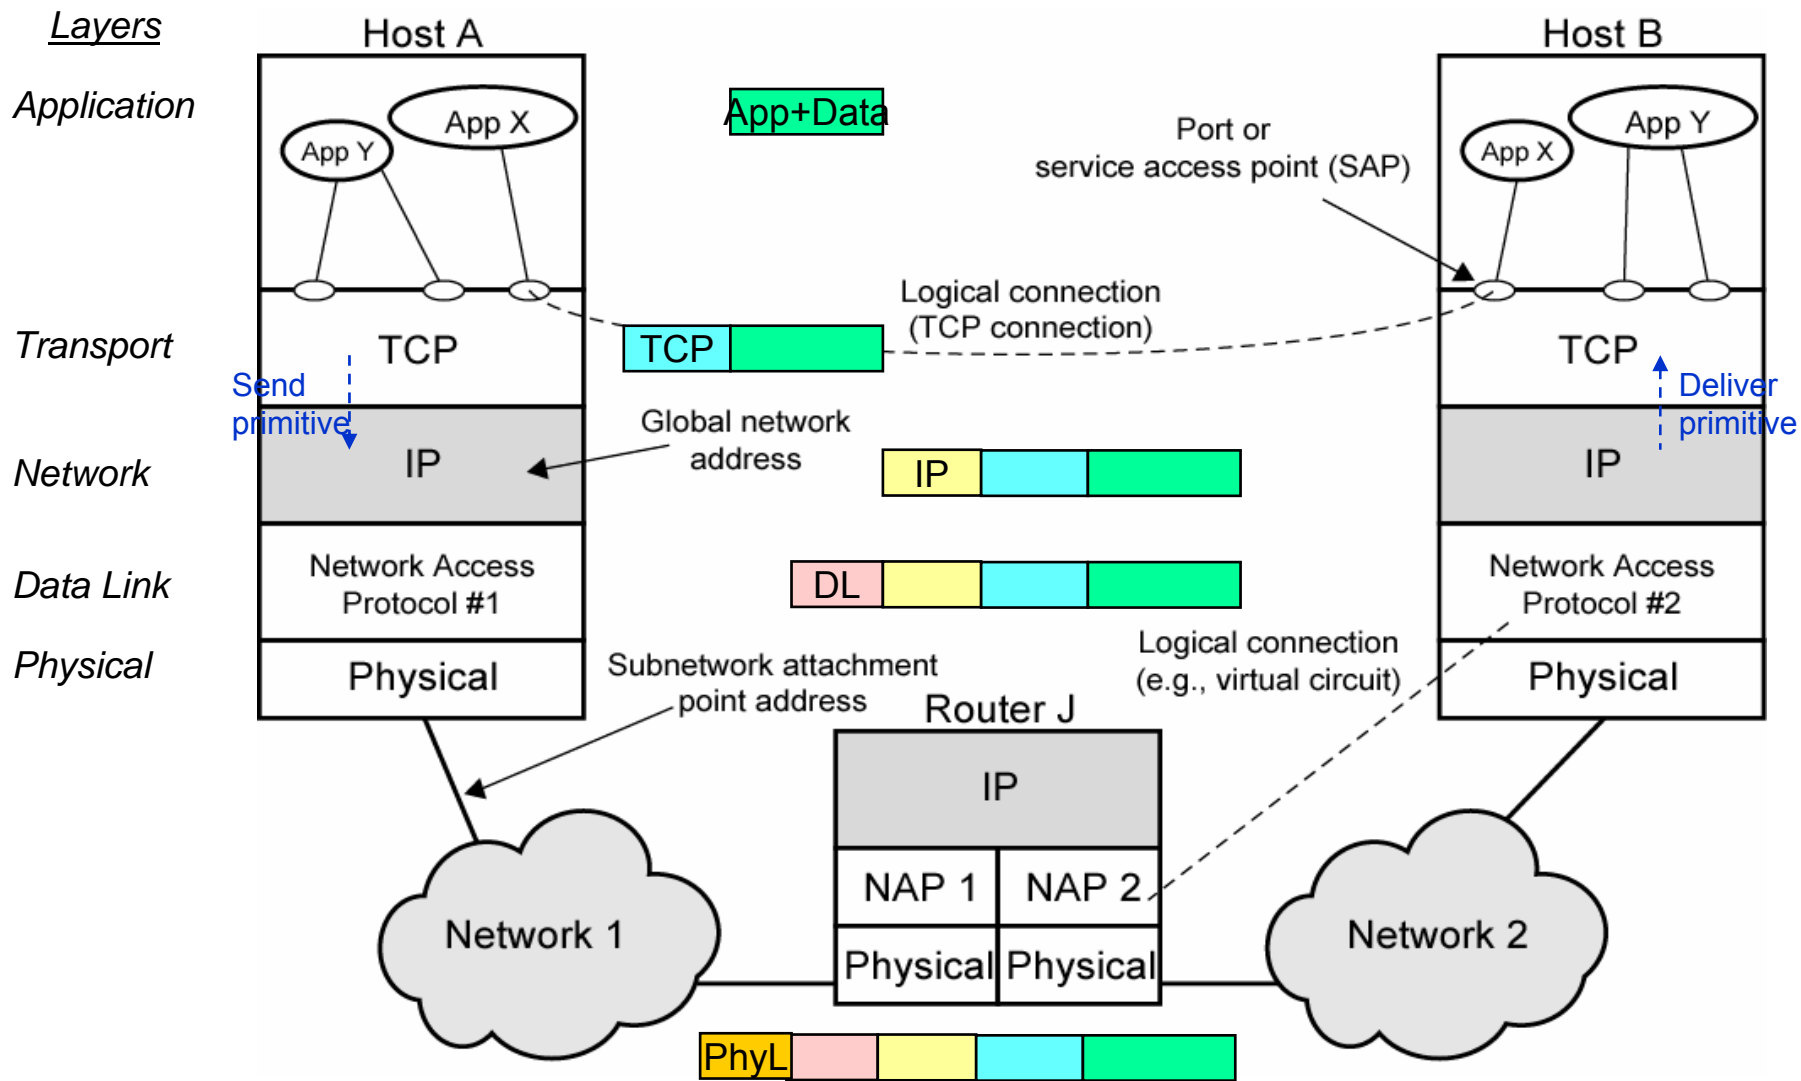 Layers
Host A
Host B
Application
App X
App Y
App+Data
Port or
service access point (SAP)
App Y
App X
Logical connection
(TCP connection)
Transport
TCP
TCP
TCP
Send
primitive
Deliver
primitive
Global network
address
Network
IP
IP
IP
Data Link
Network Access
Protocol #1
DL
Network Access
Protocol #2
Physical
Physical
Subnetwork attachment
point address
Logical connection
(e.g., virtual circuit)
Physical
Router J
IP
NAP 1
NAP 2
Network 1
Physical
Physical
Network 2
PhyL